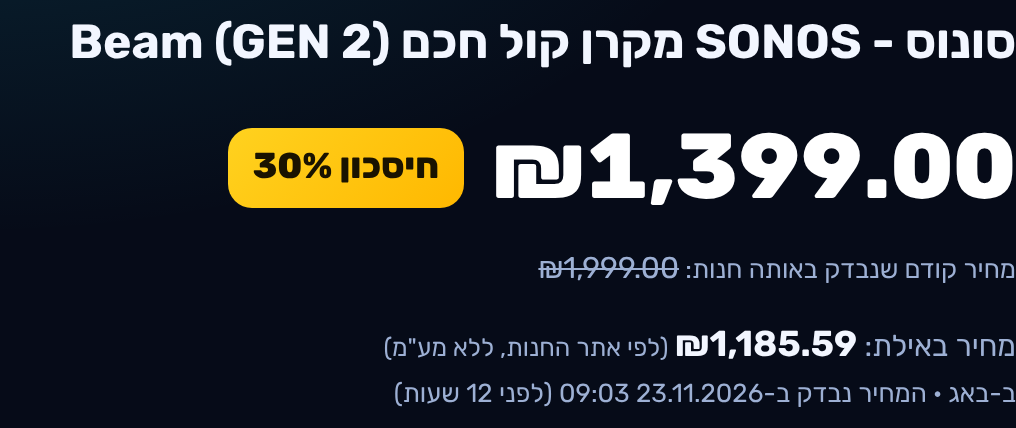 סונוס - SONOS מקרן קול חכם Beam (GEN 2)
₪1,399.00 חיסכון 30%
מחיר קודם שנבדק באותה חנות: ₪1,999.00
מחיר באילת: ₪1,185.59 (לפי אתר החנות, ללא מע"מ)
ב-באג • המחיר נבדק ב-23.11.2026 09:03 (לפני 12 שעות)